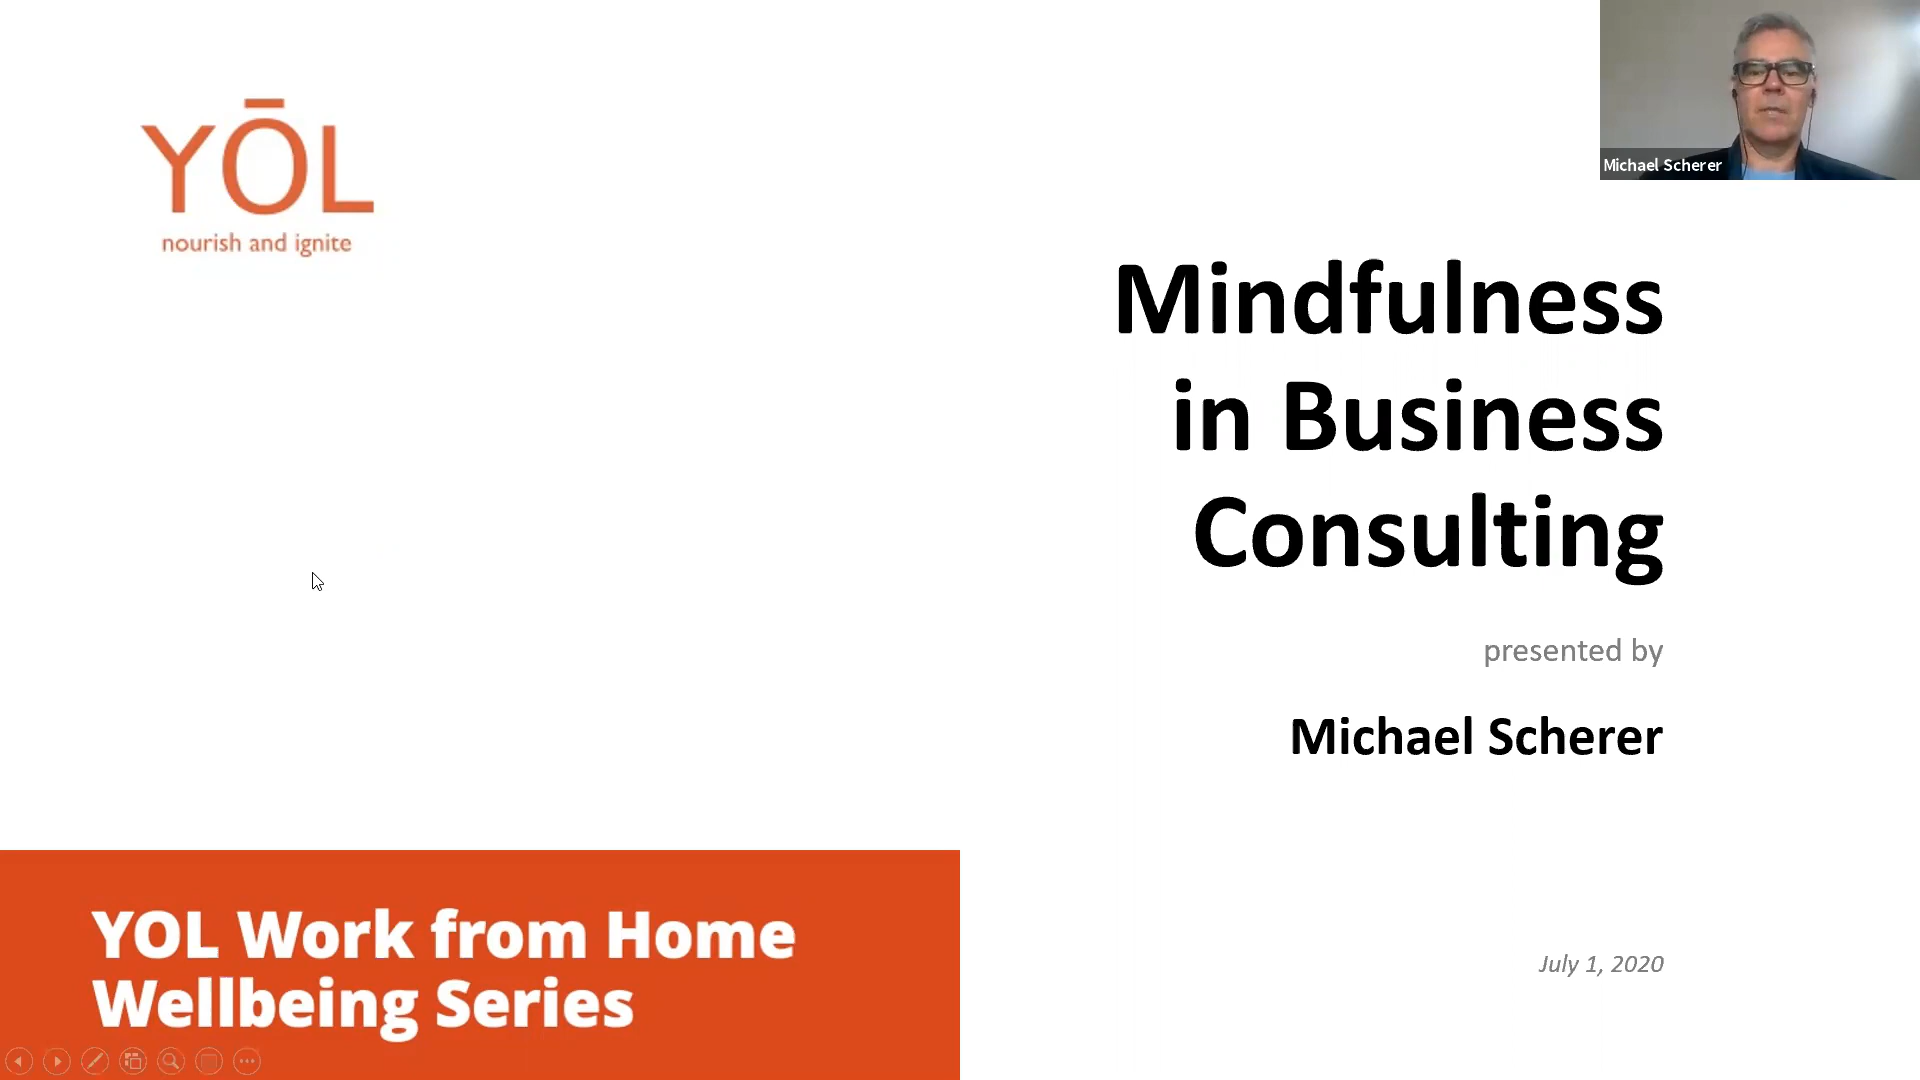 YŌL
nourish and ignite
Michael Scherer
Mindfulness
in Business
Consulting
presented by
Michael Scherer
YOL Work from Home
Wellbeing Series
July 1, 2020